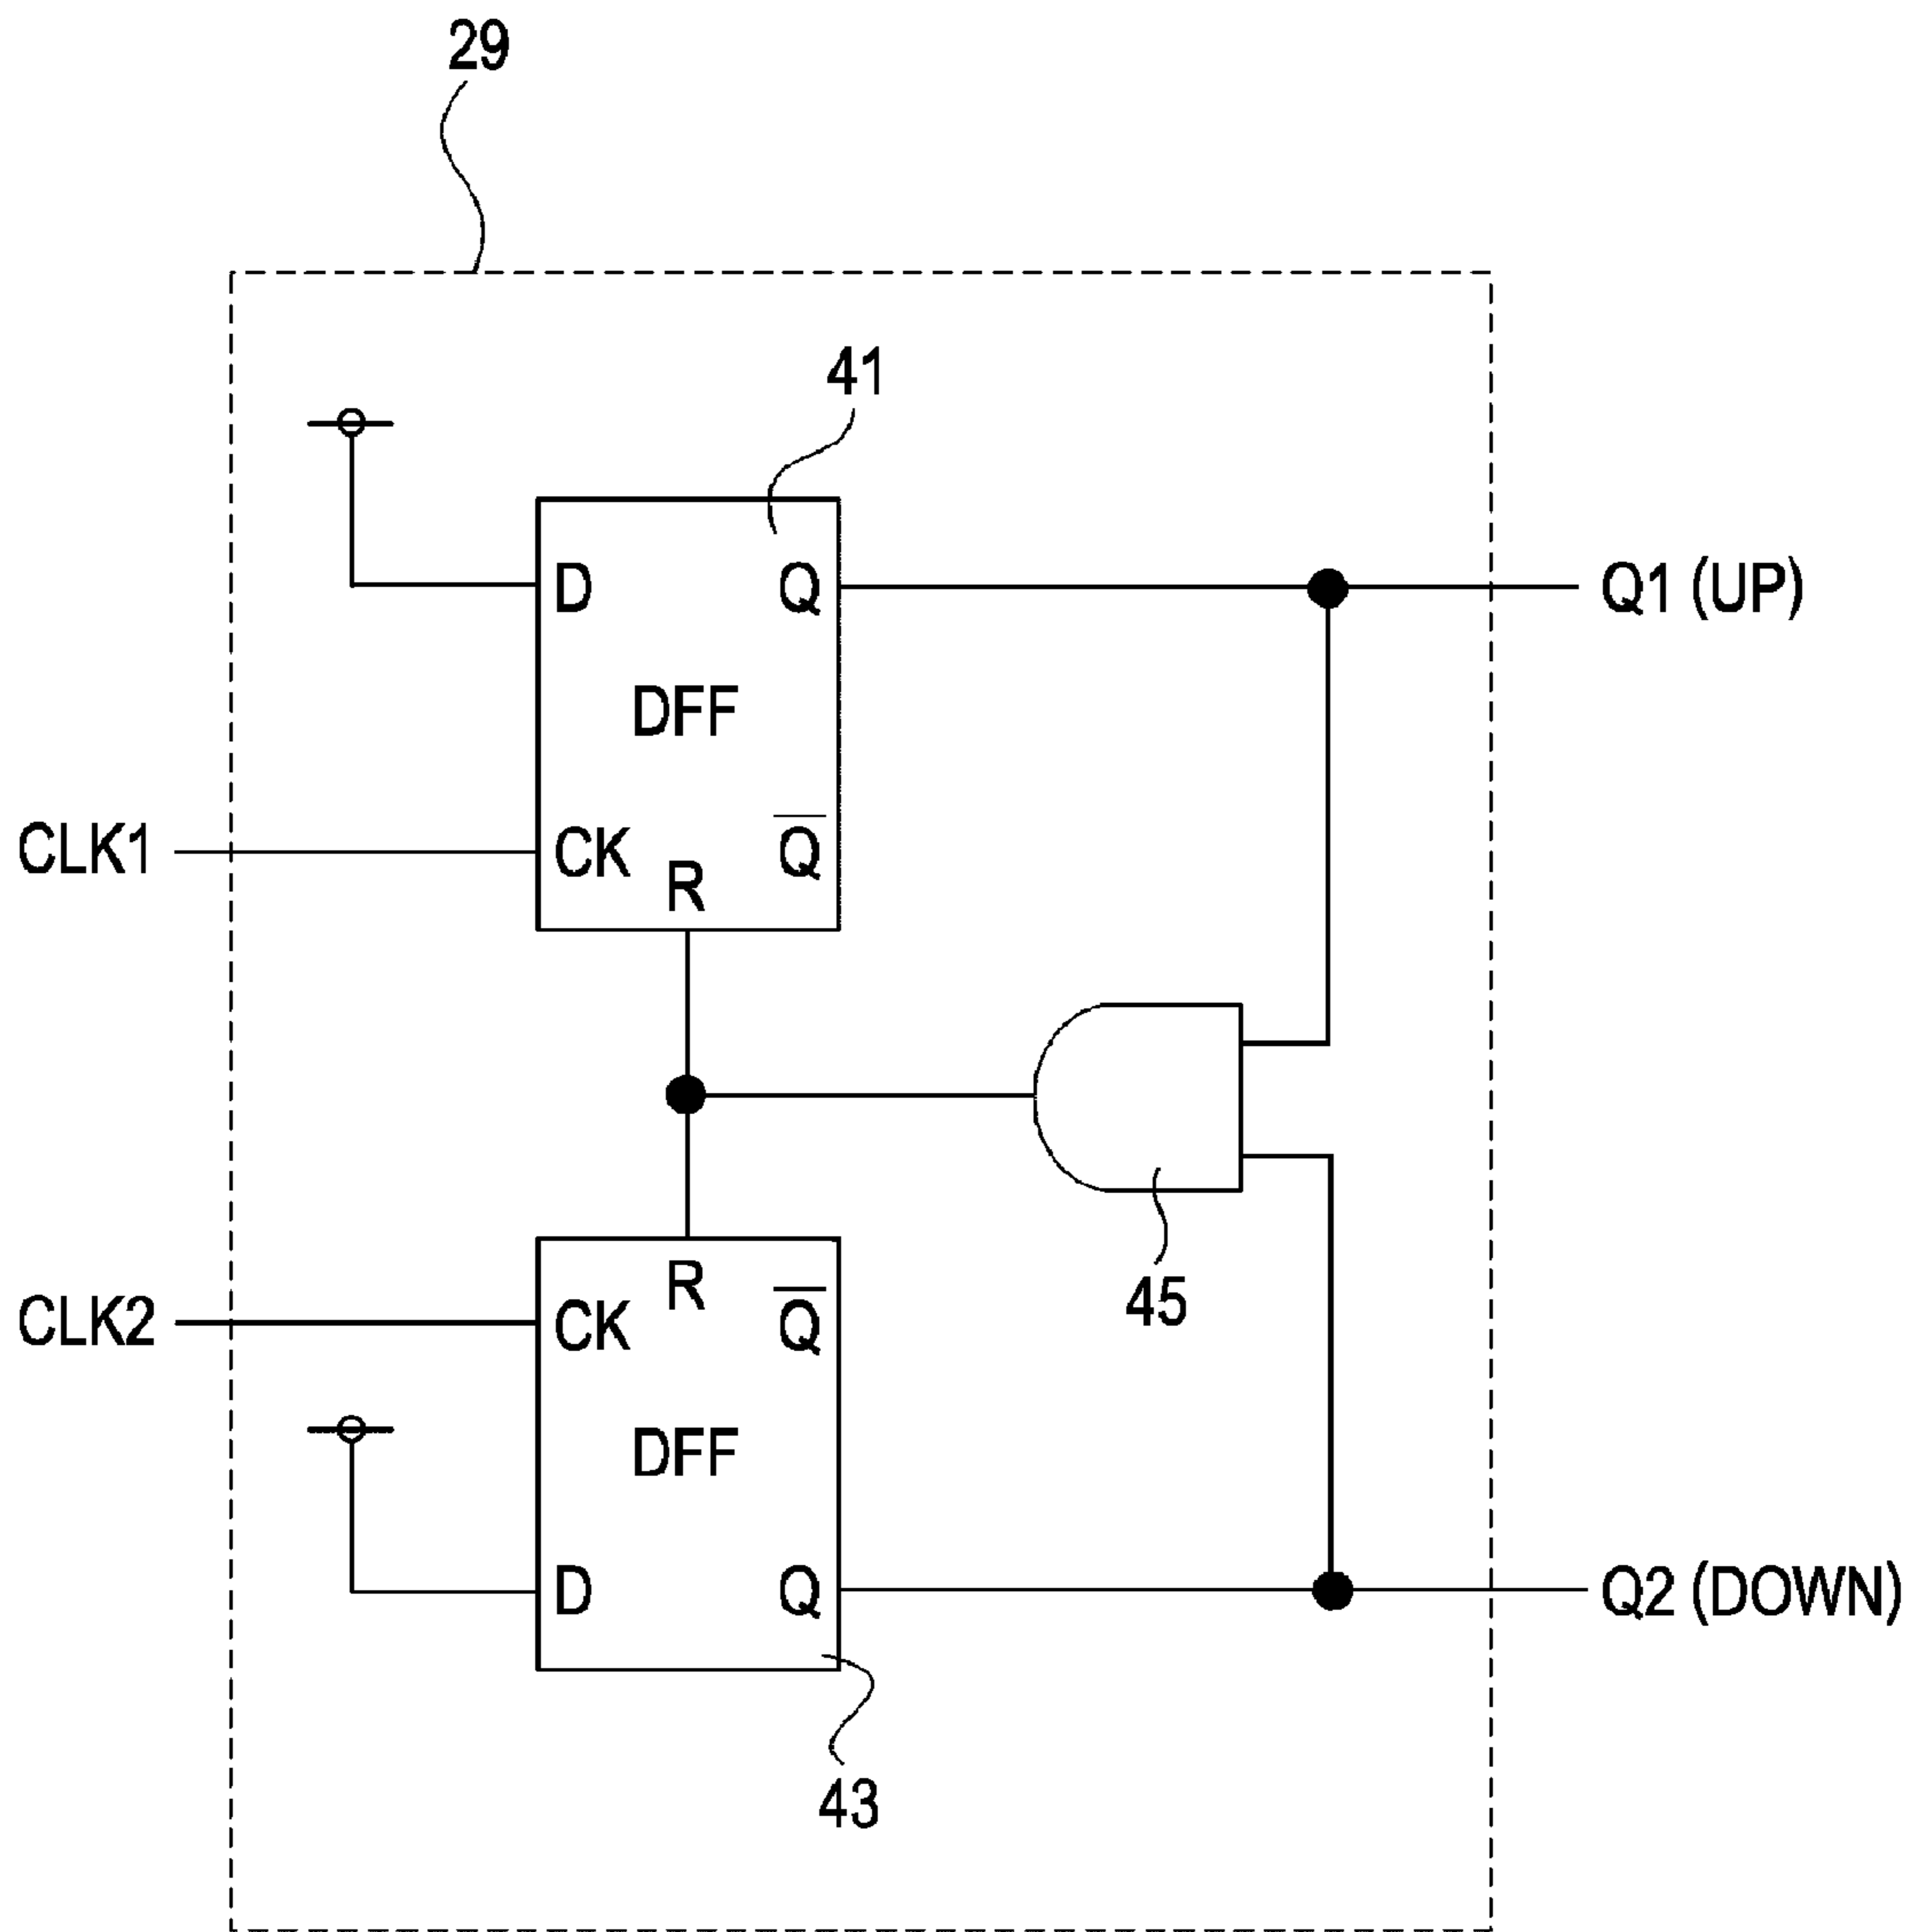 29
41
D
Q
Q1 (UP)
DFF
CLK1
CK
Q̅
R
R
CLK2
CK
Q̅
45
DFF
D
Q
Q2 (DOWN)
43